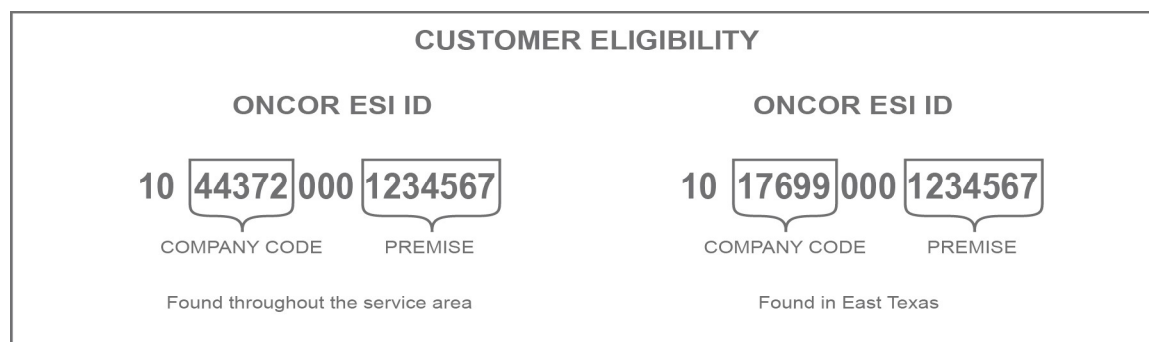 CUSTOMER ELIGIBILITY
ONCOR ESI ID
10 44372 000 1234567
COMPANY CODE PREMISE
Found throughout the service area
ONCOR ESI ID
10 17699 000 1234567
COMPANY CODE PREMISE
Found in East Texas